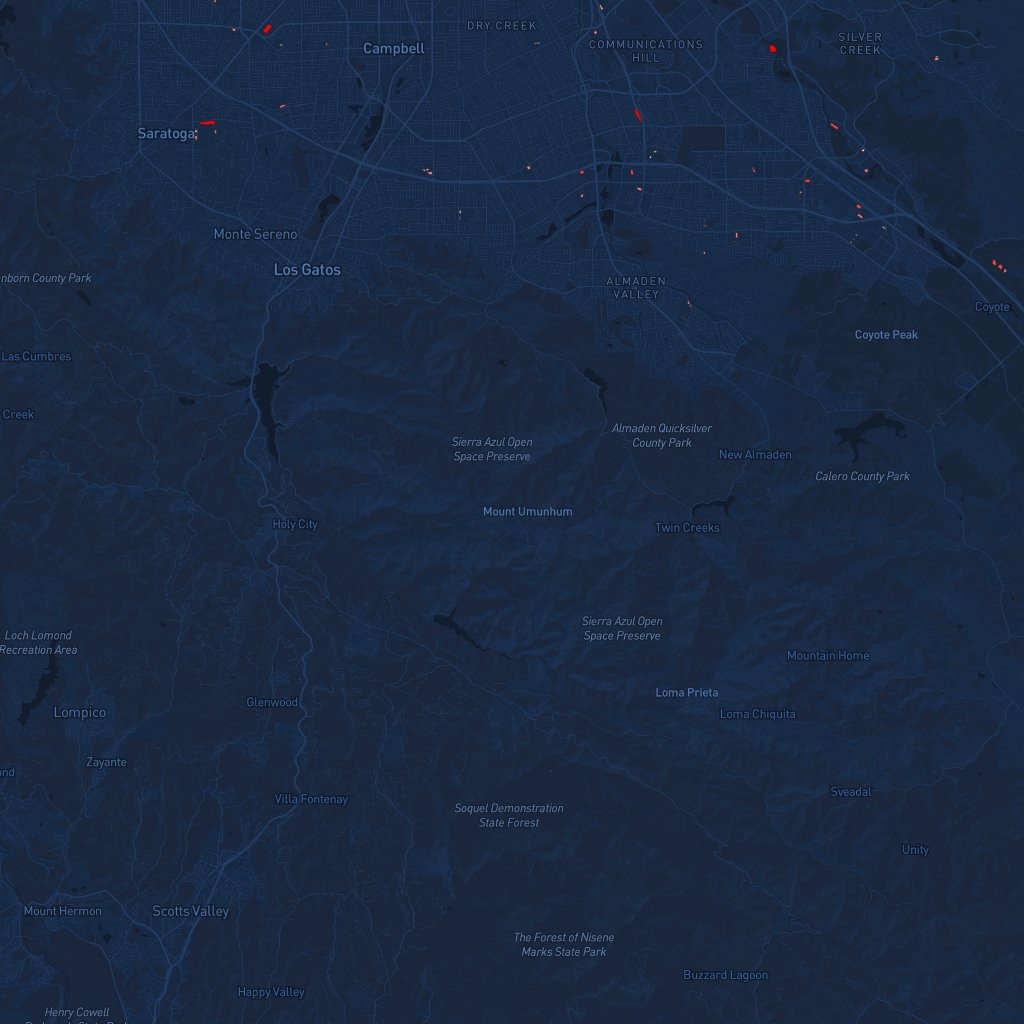 DRY CREEK
Campbell
COMMUNICATIONS
HILL
SILVER
CREEK
Saratoga
Monte Sereno
Los Gatos
nborn County Park
ALMADEN
VALLEY
Coyote
Coyote Peak
Las Cumbres
Creek
Sierra Azul Open
Space Preserve
Almaden Quicksilver
County Park
New Almaden
Calero County Park
Mount Umunhum
Holy City
Twin Creeks
Loch Lomond
Recreation Area
Sierra Azul Open
Space Preserve
Mountain Home
Loma Prieta
Glenwood
Lompico
Loma Chiquita
Zayante
ond
Villa Fontenay
Sveadal
Soquel Demonstration
State Forest
Unity
Mount Hermon
Scotts Valley
The Forest of Nisene
Marks State Park
Buzzard Lagoon
Happy Valley
Henry Cowell